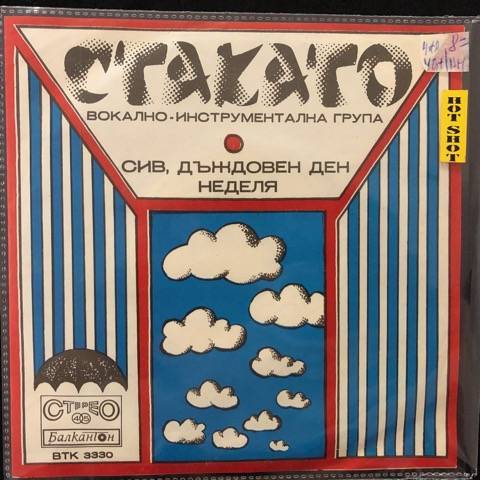 СТАКАТО
ВОКАЛНО-ИНСТРУМЕНТАЛНА ГРУПА
СИВ, ДЪЖДОВЕН ДЕН
НЕДЕЛЯ
HOT SHOT
СТЕРЕО
45
Балкантон
ВТК 3330